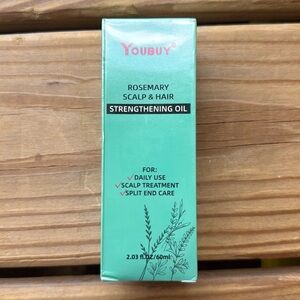 YOUBUY®
ROSEMARY
SCALP & HAIR
STRENGTHENING OIL
FOR:
✓DAILY USE
✓SCALP TREATMENT
✓SPLIT END CARE
2.03 fl.OZ/60mL